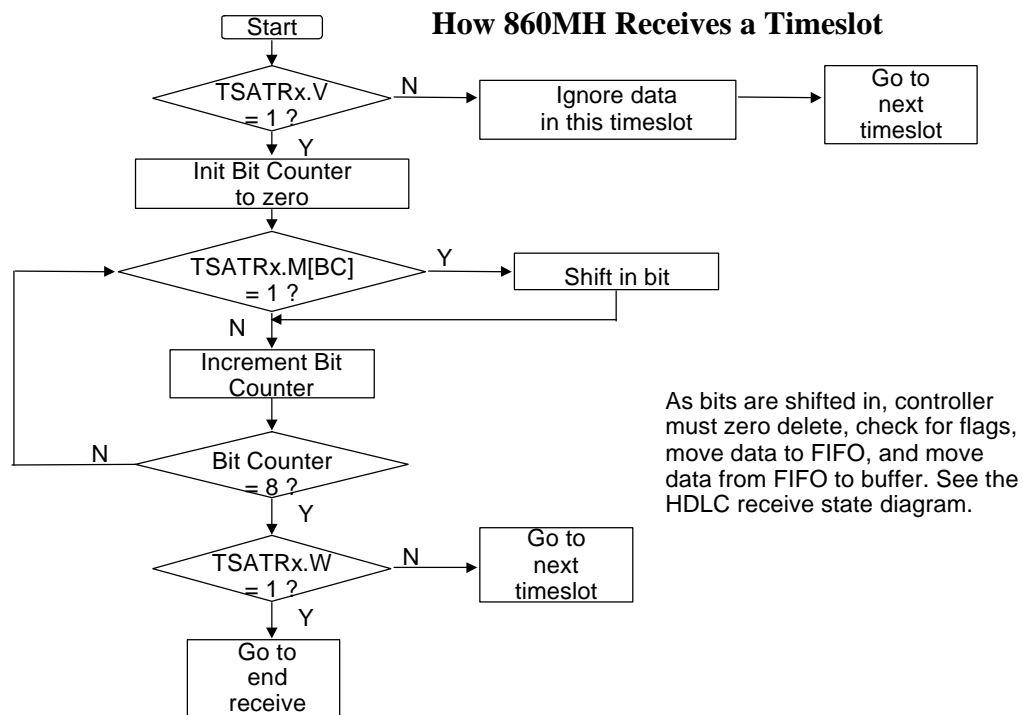 How 860MH Receives a Timeslot
Start
TSATRx.V
= 1 ?
N
Ignore data
in this timeslot
Go to
next
timeslot
Y
Init Bit Counter
to zero
TSATRx.M[BC]
= 1 ?
Y
Shift in bit
N
Increment Bit
Counter
As bits are shifted in, controller
must zero delete, check for flags,
move data to FIFO, and move
data from FIFO to buffer. See the
HDLC receive state diagram.
N
Bit Counter
= 8 ?
Y
TSATRx.W
= 1 ?
N
Go to
next
timeslot
Y
Go to
end
receive